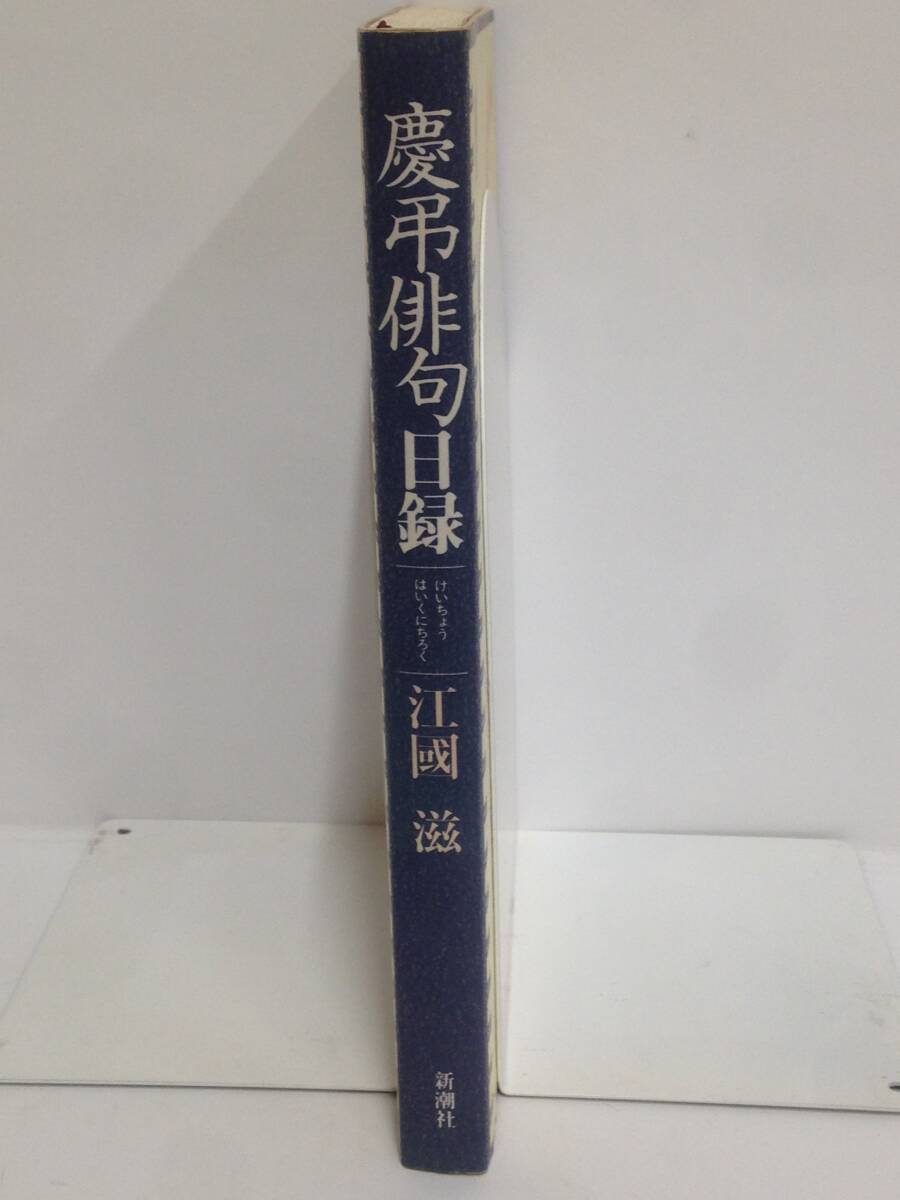 慶弔俳句日録
けいちょう
はいくにちろく
江國 滋
新潮社